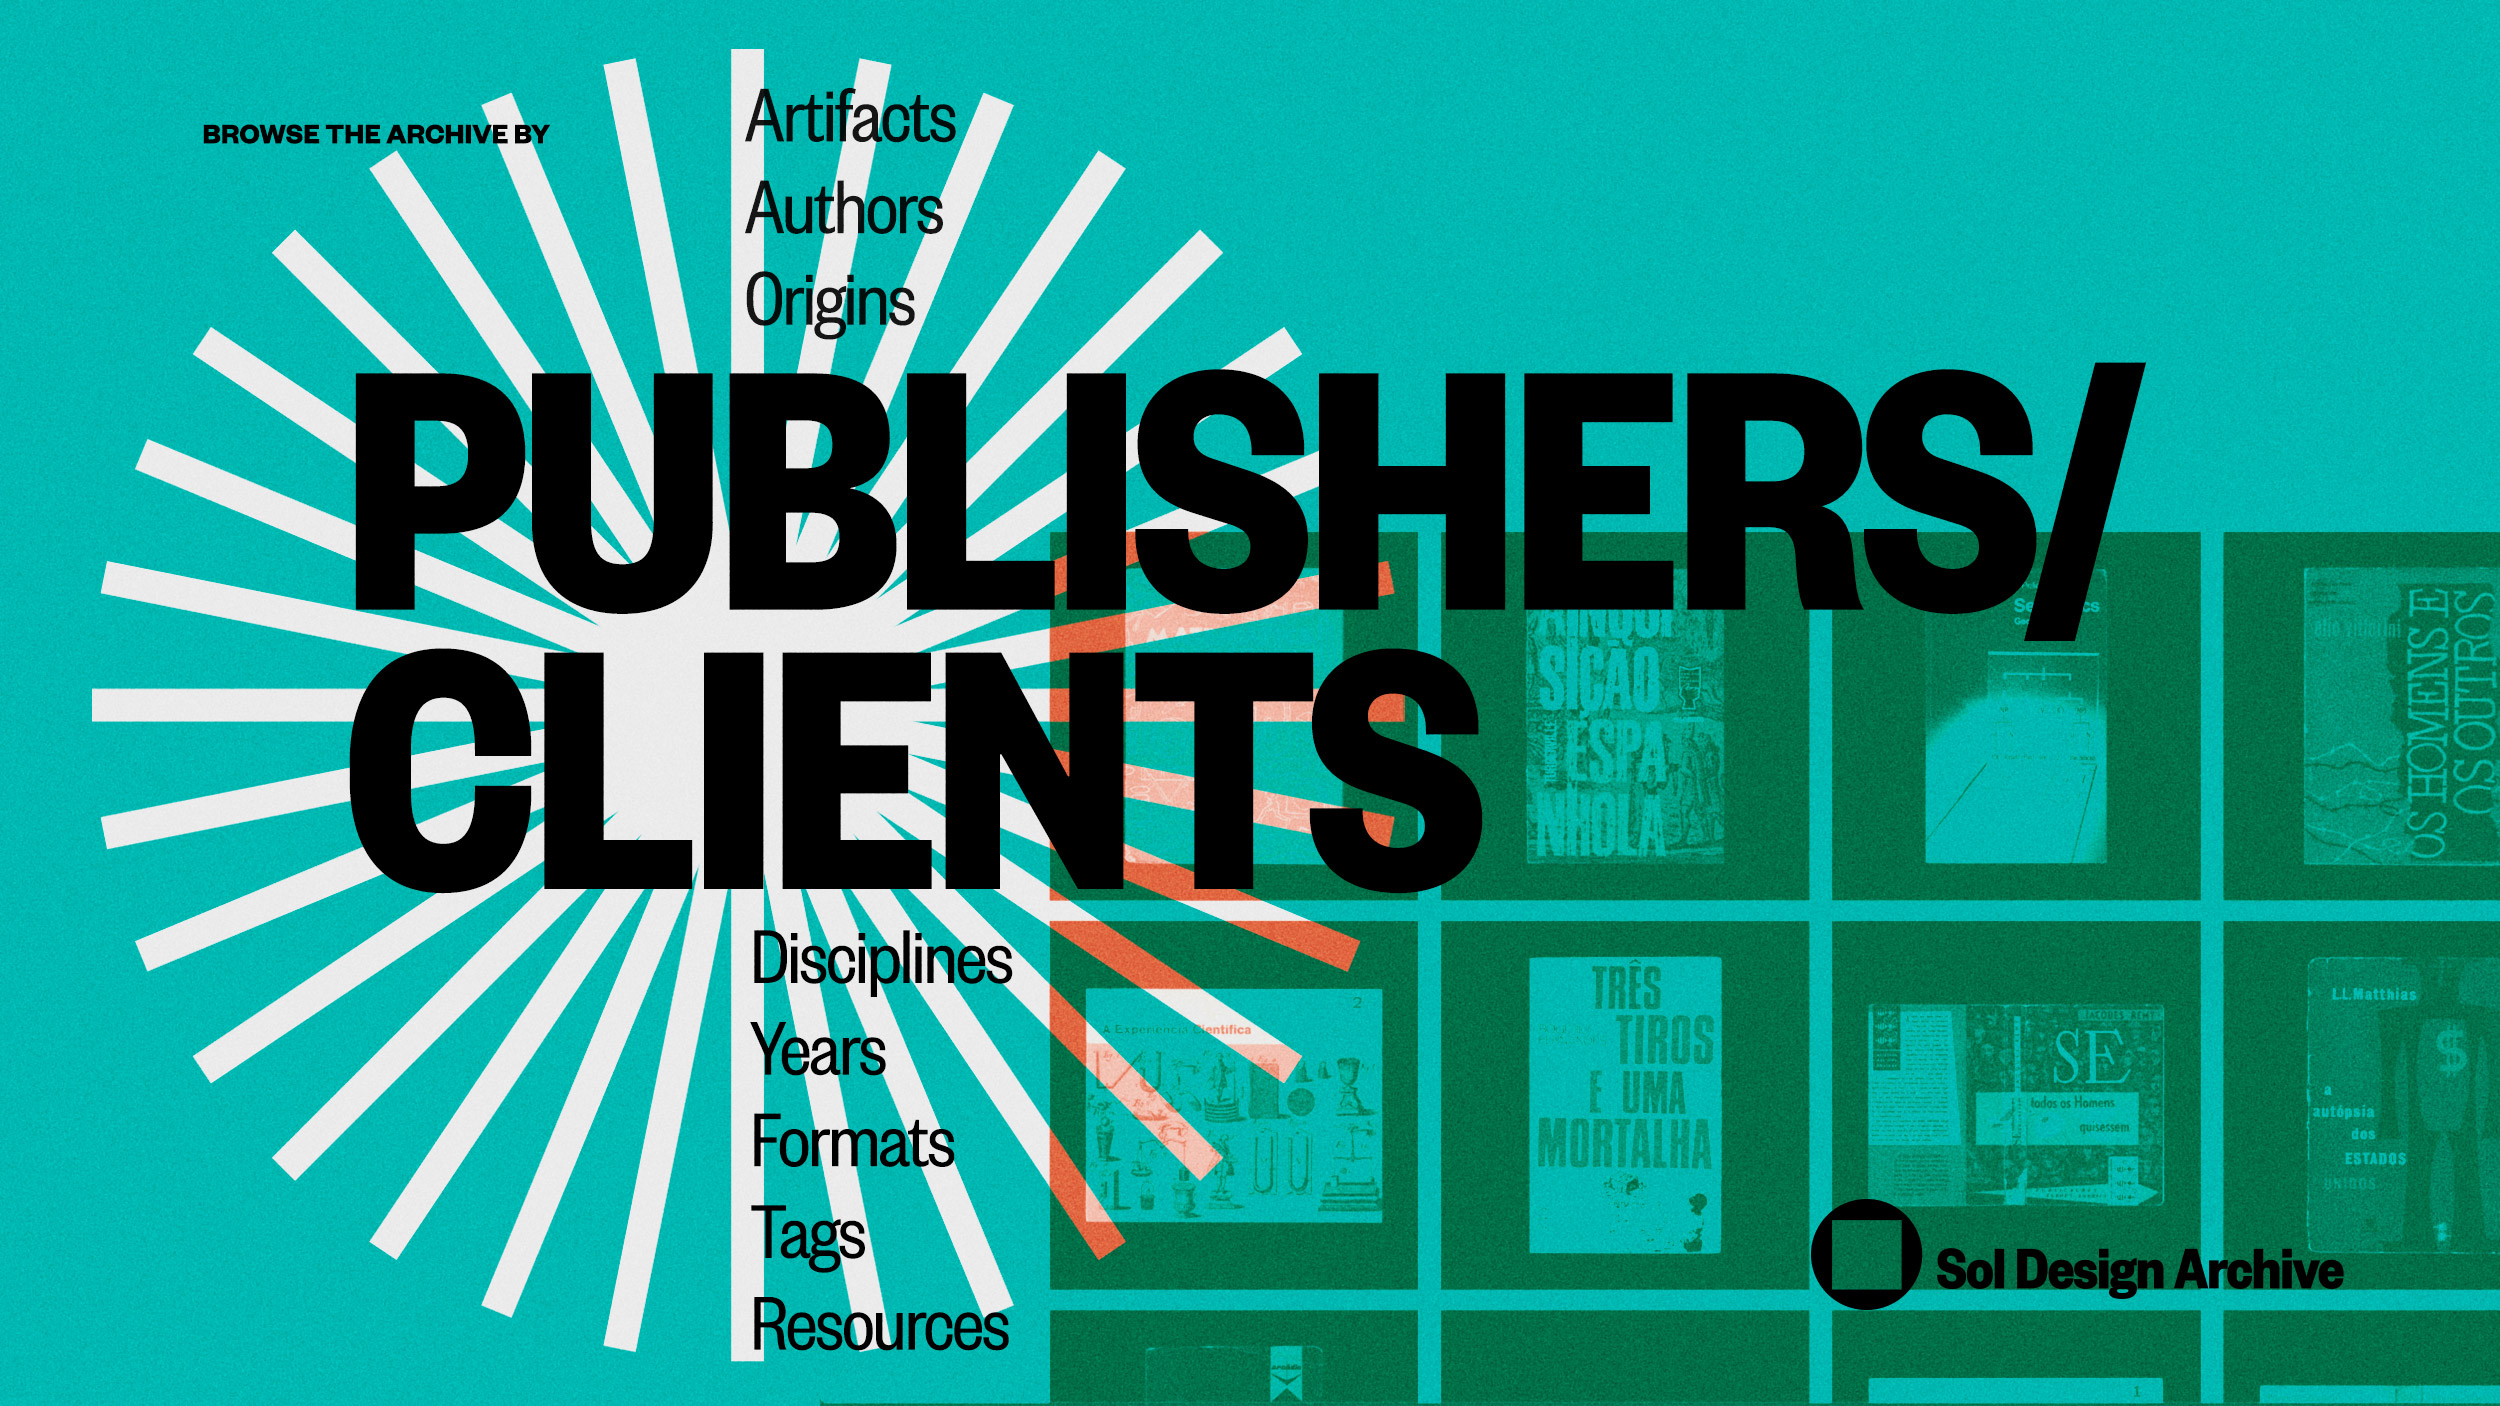 BROWSE THE ARCHIVE BY
Artifacts
Authors
Origins
PUBLISHERS/
CLIENTS
Disciplines
Years
Formats
Tags
Resources
SIÇÃO
ESPA
NHOLA
OS HOMENS E
OS OUTROS
2
A Experiência Científica
TRÊS
TIROS
E UMA
MORTALHA
SE
todos os Homens
quisessem
L.L.Matthias
$
a
autópsia
dos
ESTADOS
UNIDOS
Sol Design Archive
1